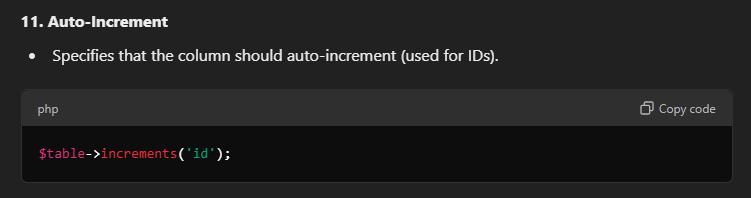 11. Auto-Increment
• Specifies that the column should auto-increment (used for IDs).
php Copy code
$table->increments('id');